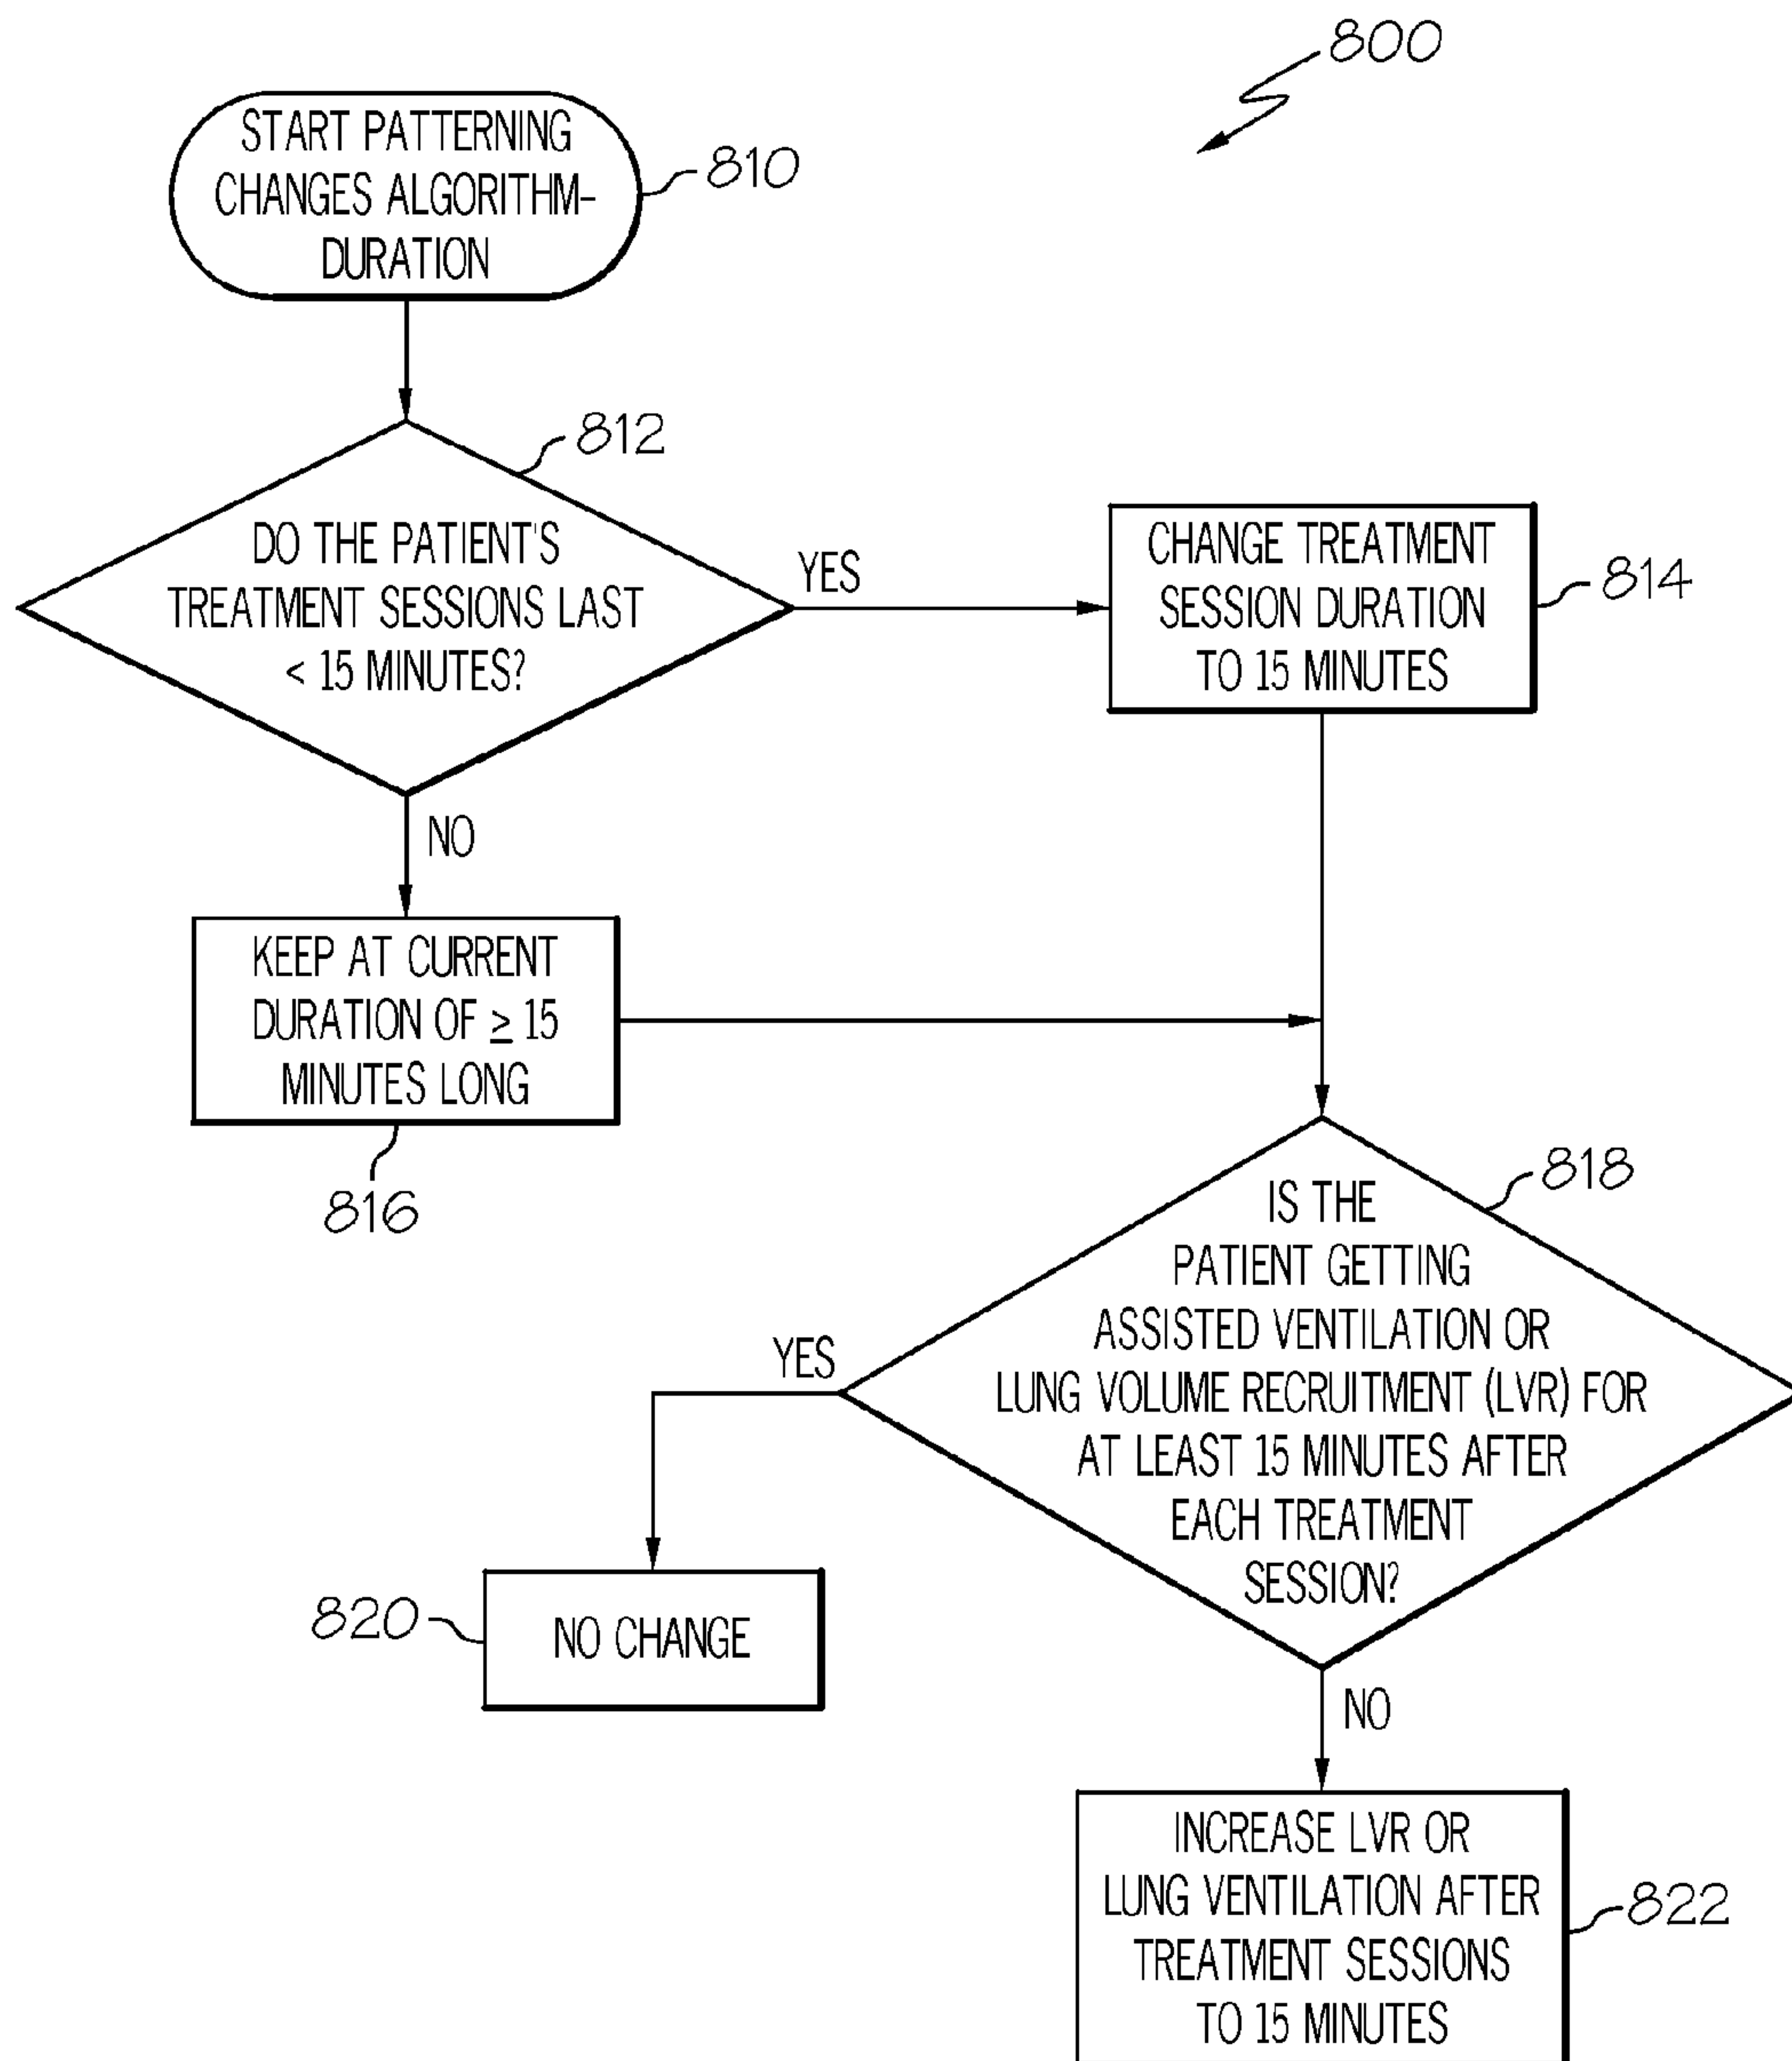 800
START PATTERNING
CHANGES ALGORITHM-
DURATION
810
812
DO THE PATIENT'S
TREATMENT SESSIONS LAST
< 15 MINUTES?
YES
CHANGE TREATMENT
SESSION DURATION
TO 15 MINUTES
814
NO
KEEP AT CURRENT
DURATION OF ≥ 15
MINUTES LONG
816
818
IS THE
PATIENT GETTING
ASSISTED VENTILATION OR
LUNG VOLUME RECRUITMENT (LVR) FOR
AT LEAST 15 MINUTES AFTER
EACH TREATMENT
SESSION?
YES
820
NO CHANGE
NO
INCREASE LVR OR
LUNG VENTILATION AFTER
TREATMENT SESSIONS
TO 15 MINUTES
822